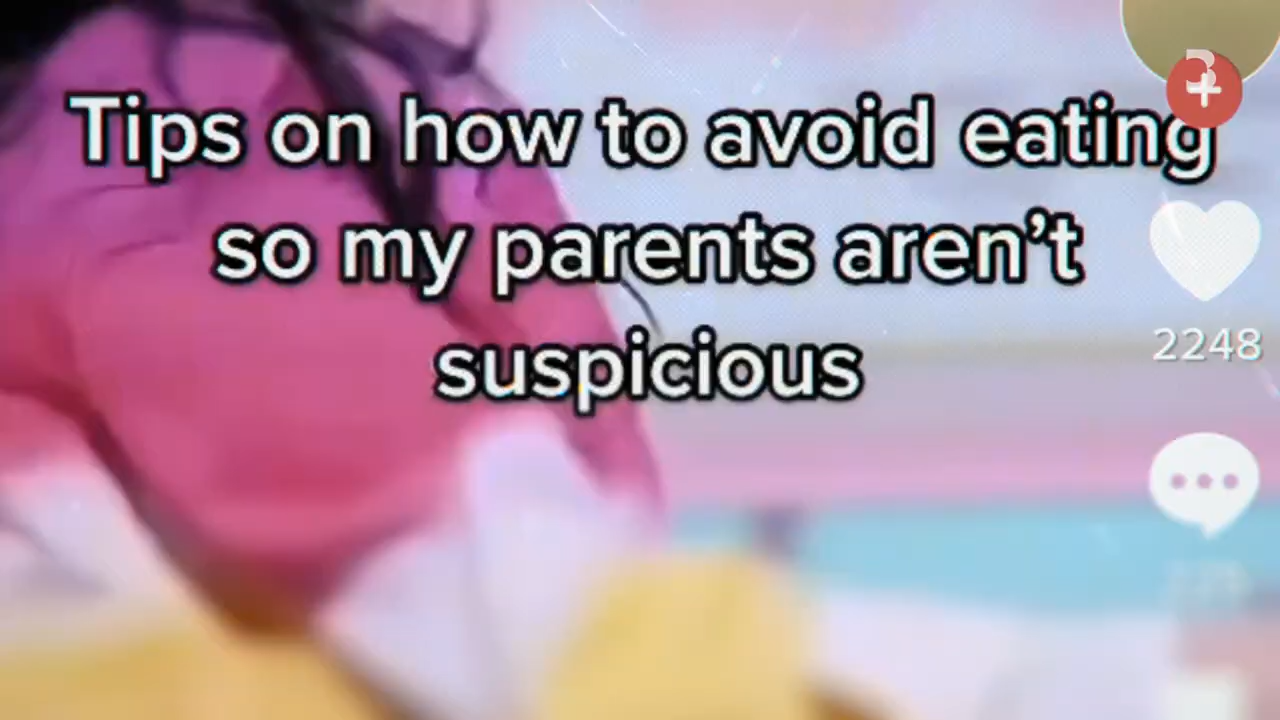 Tips on how to avoid eating
so my parents aren’t
suspicious
2248